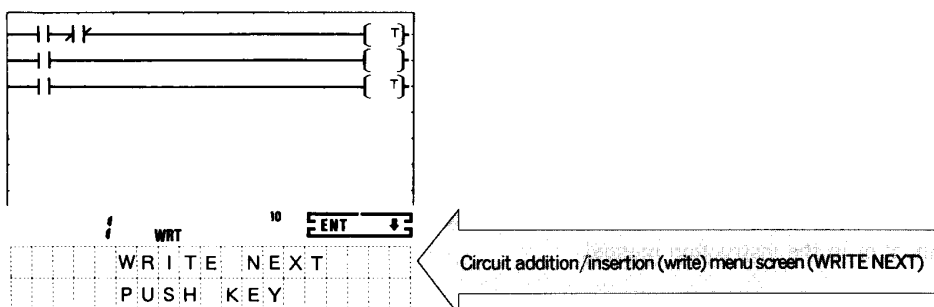 T
T
1 WRT 10 ENT
WRITE NEXT
PUSH KEY
Circuit addition/insertion (write) menu screen (WRITE NEXT)